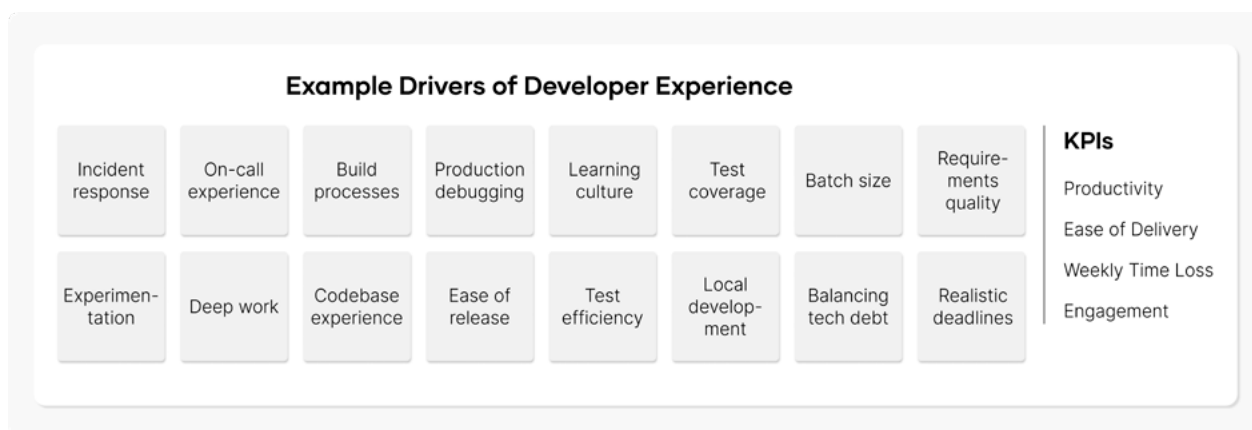 Example Drivers of Developer Experience
Incident
response
On-call
experience
Build
processes
Production
debugging
Learning
culture
Test
coverage
Batch size
Require-
ments
quality
Experimen-
tation
Deep work
Codebase
experience
Ease of
release
Test
efficiency
Local
develop-
ment
Balancing
tech debt
Realistic
deadlines
KPIs
Productivity
Ease of Delivery
Weekly Time Loss
Engagement